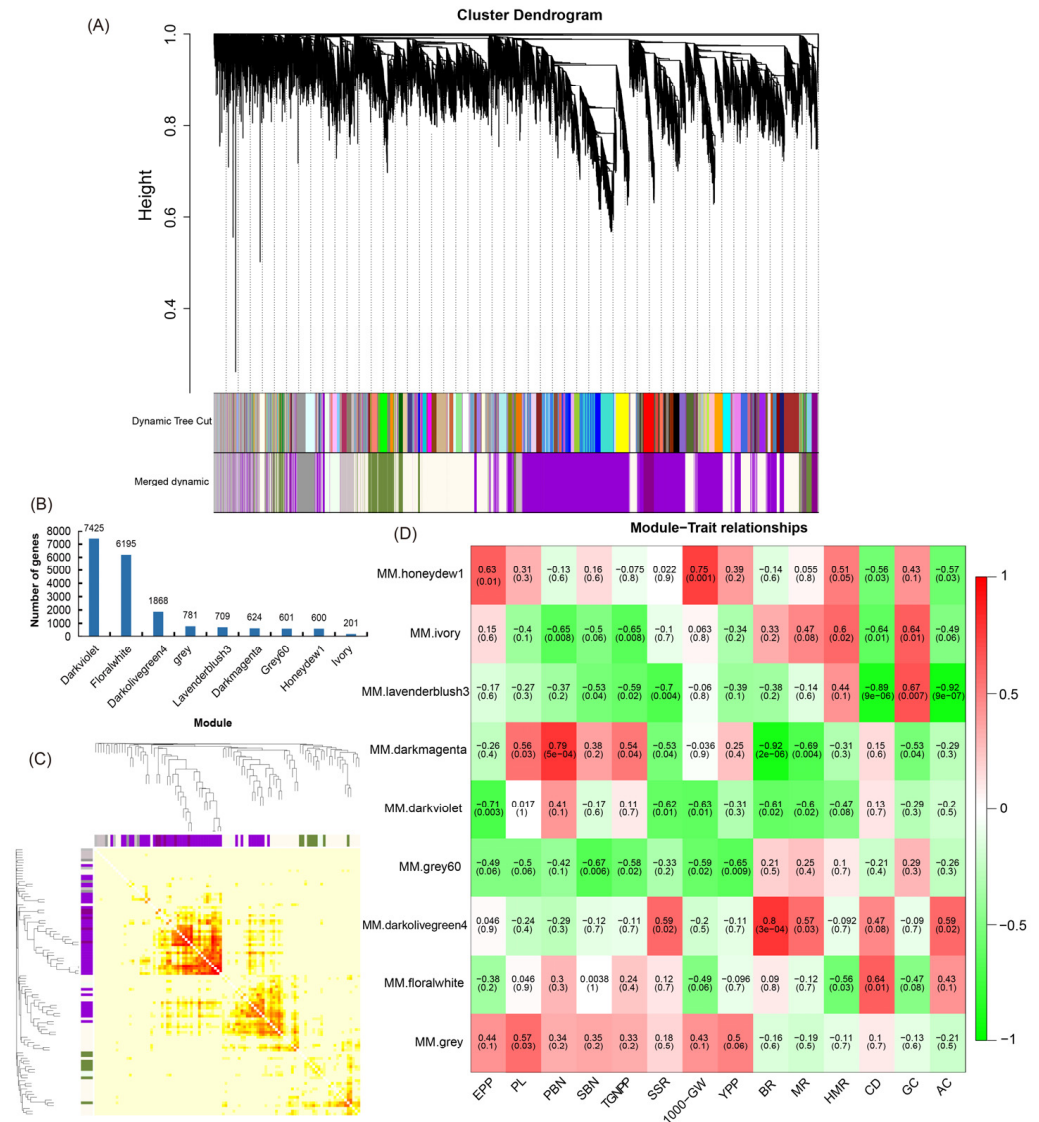 (A)
Cluster Dendrogram
Height
1.0
0.8
0.6
0.4
Dynamic Tree Cut
Merged dynamic
(B)
Number of genes
8000
7000
6000
5000
4000
3000
2000
1000
0
7425 6195 1868 781 709 624 601 600 201
Darkviolet Floralwhite Darkolivegreen4 grey Lavenderblush3 Darkmagenta Grey60 Honeydew1 Ivory
Module
(C)
(D)
Module-Trait relationships
MM.honeydew1 0.63 0.31 -0.13 0.16 -0.075 0.022 0.75 0.39 -0.14 0.055 0.51 -0.56 0.43 -0.57
(0.01) (0.3) (0.6) (0.6) (0.8) (0.9) (0.001) (0.2) (0.6) (0.8) (0.05) (0.03) (0.1) (0.03)
MM.ivory 0.15 -0.4 -0.65 -0.5 -0.65 -0.1 0.063 -0.34 0.33 0.47 0.6 -0.64 0.64 -0.49
(0.6) (0.1) (0.008) (0.06) (0.008) (0.7) (0.8) (0.2) (0.2) (0.08) (0.02) (0.01) (0.01) (0.06)
MM.lavenderblush3 -0.17 -0.27 -0.37 -0.53 -0.59 -0.7 -0.06 -0.39 -0.38 -0.14 0.44 -0.89 0.67 -0.92
(0.6) (0.3) (0.2) (0.04) (0.02) (0.004) (0.8) (0.1) (0.2) (0.6) (0.1) (9e-06) (0.007) (9e-07)
MM.darkmagenta -0.26 0.56 0.79 0.38 0.54 -0.53 -0.036 0.25 -0.92 -0.69 -0.31 0.15 -0.53 -0.29
(0.4) (0.03) (5e-04) (0.2) (0.04) (0.04) (0.9) (0.4) (2e-06) (0.004) (0.3) (0.6) (0.04) (0.3)
MM.darkviolet -0.71 0.017 0.41 -0.17 0.11 -0.62 -0.63 -0.31 -0.61 -0.6 -0.47 0.13 -0.29 -0.2
(0.003) (1) (0.1) (0.6) (0.7) (0.01) (0.01) (0.3) (0.02) (0.02) (0.08) (0.7) (0.3) (0.5)
MM.grey60 -0.49 -0.5 -0.42 -0.67 -0.58 -0.33 -0.59 -0.65 0.21 0.25 0.1 -0.21 0.29 -0.26
(0.06) (0.06) (0.1) (0.006) (0.02) (0.2) (0.02) (0.009) (0.5) (0.4) (0.7) (0.4) (0.3) (0.3)
MM.darkolivegreen4 0.046 -0.24 -0.29 -0.12 -0.11 0.59 -0.2 -0.11 0.8 0.57 -0.092 0.47 -0.09 0.59
(0.9) (0.4) (0.3) (0.7) (0.7) (0.02) (0.5) (0.7) (3e-04) (0.03) (0.7) (0.08) (0.7) (0.02)
MM.floralwhite -0.38 0.046 0.3 0.0038 0.24 0.12 -0.49 -0.096 0.09 -0.12 -0.56 0.64 -0.47 0.43
(0.2) (0.9) (0.3) (1) (0.4) (0.7) (0.06) (0.7) (0.8) (0.7) (0.03) (0.01) (0.08) (0.1)
MM.grey 0.44 0.57 0.34 0.35 0.33 0.18 0.43 0.5 -0.16 -0.19 -0.11 0.1 -0.13 -0.21
(0.1) (0.03) (0.2) (0.2) (0.2) (0.5) (0.1) (0.06) (0.6) (0.5) (0.7) (0.7) (0.6) (0.5)
EPP PL PBN SBN TGNPP SSR 1000-GW YPP BR MR HMR CD GC AC
1
0.5
0
-0.5
-1